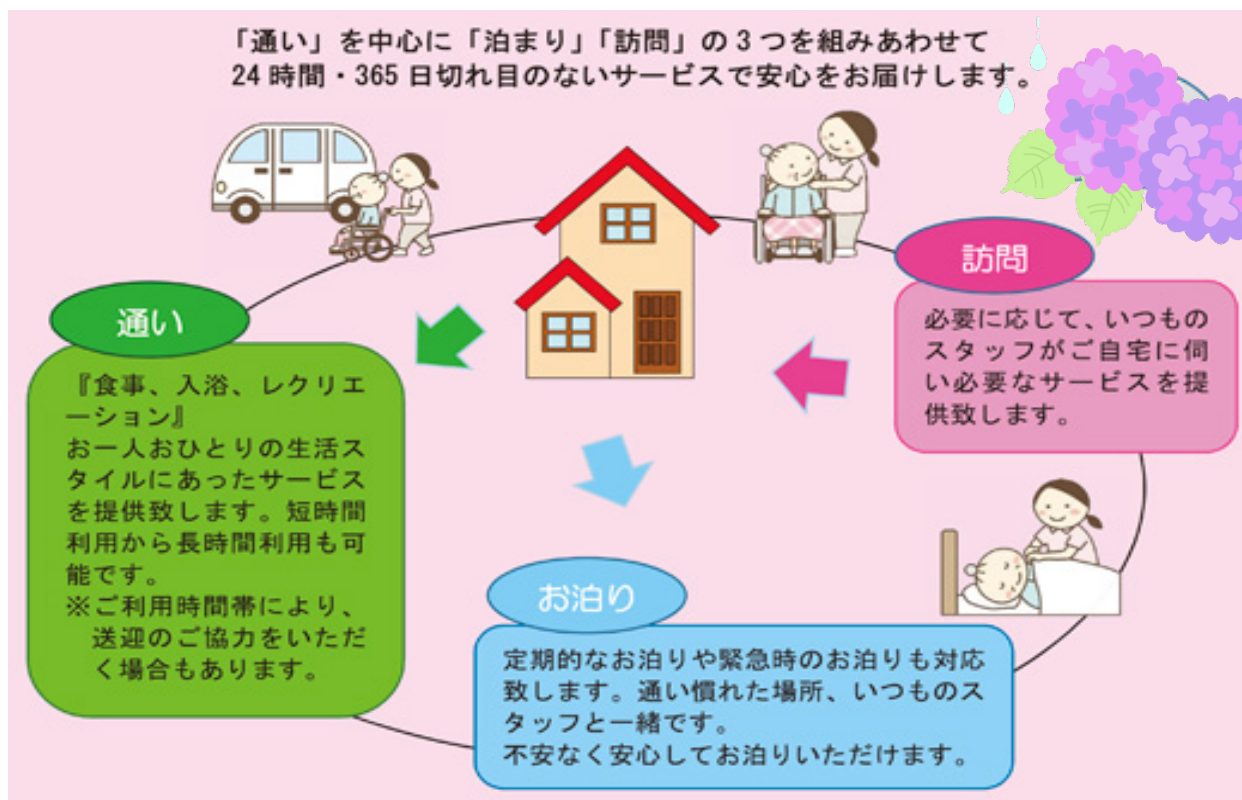 「通い」を中心に「泊まり」「訪問」の3つを組みあわせて
24時間・365日切れ目のないサービスで安心をお届けします。
訪問
必要に応じて、いつもの
スタッフがご自宅に伺
い必要なサービスを提
供致します。
通い
『食事、入浴、レクリエ
ーション』
お一人おひとりの生活ス
タイルにあったサービス
を提供致します。短時間
利用から長時間利用も可
能です。
※ご利用時間帯により、
送迎のご協力をいただ
く場合もあります。
お泊り
定期的なお泊りや緊急時のお泊りも対応
致します。通い慣れた場所、いつものス
タッフと一緒です。
不安なく安心してお泊りいただけます。